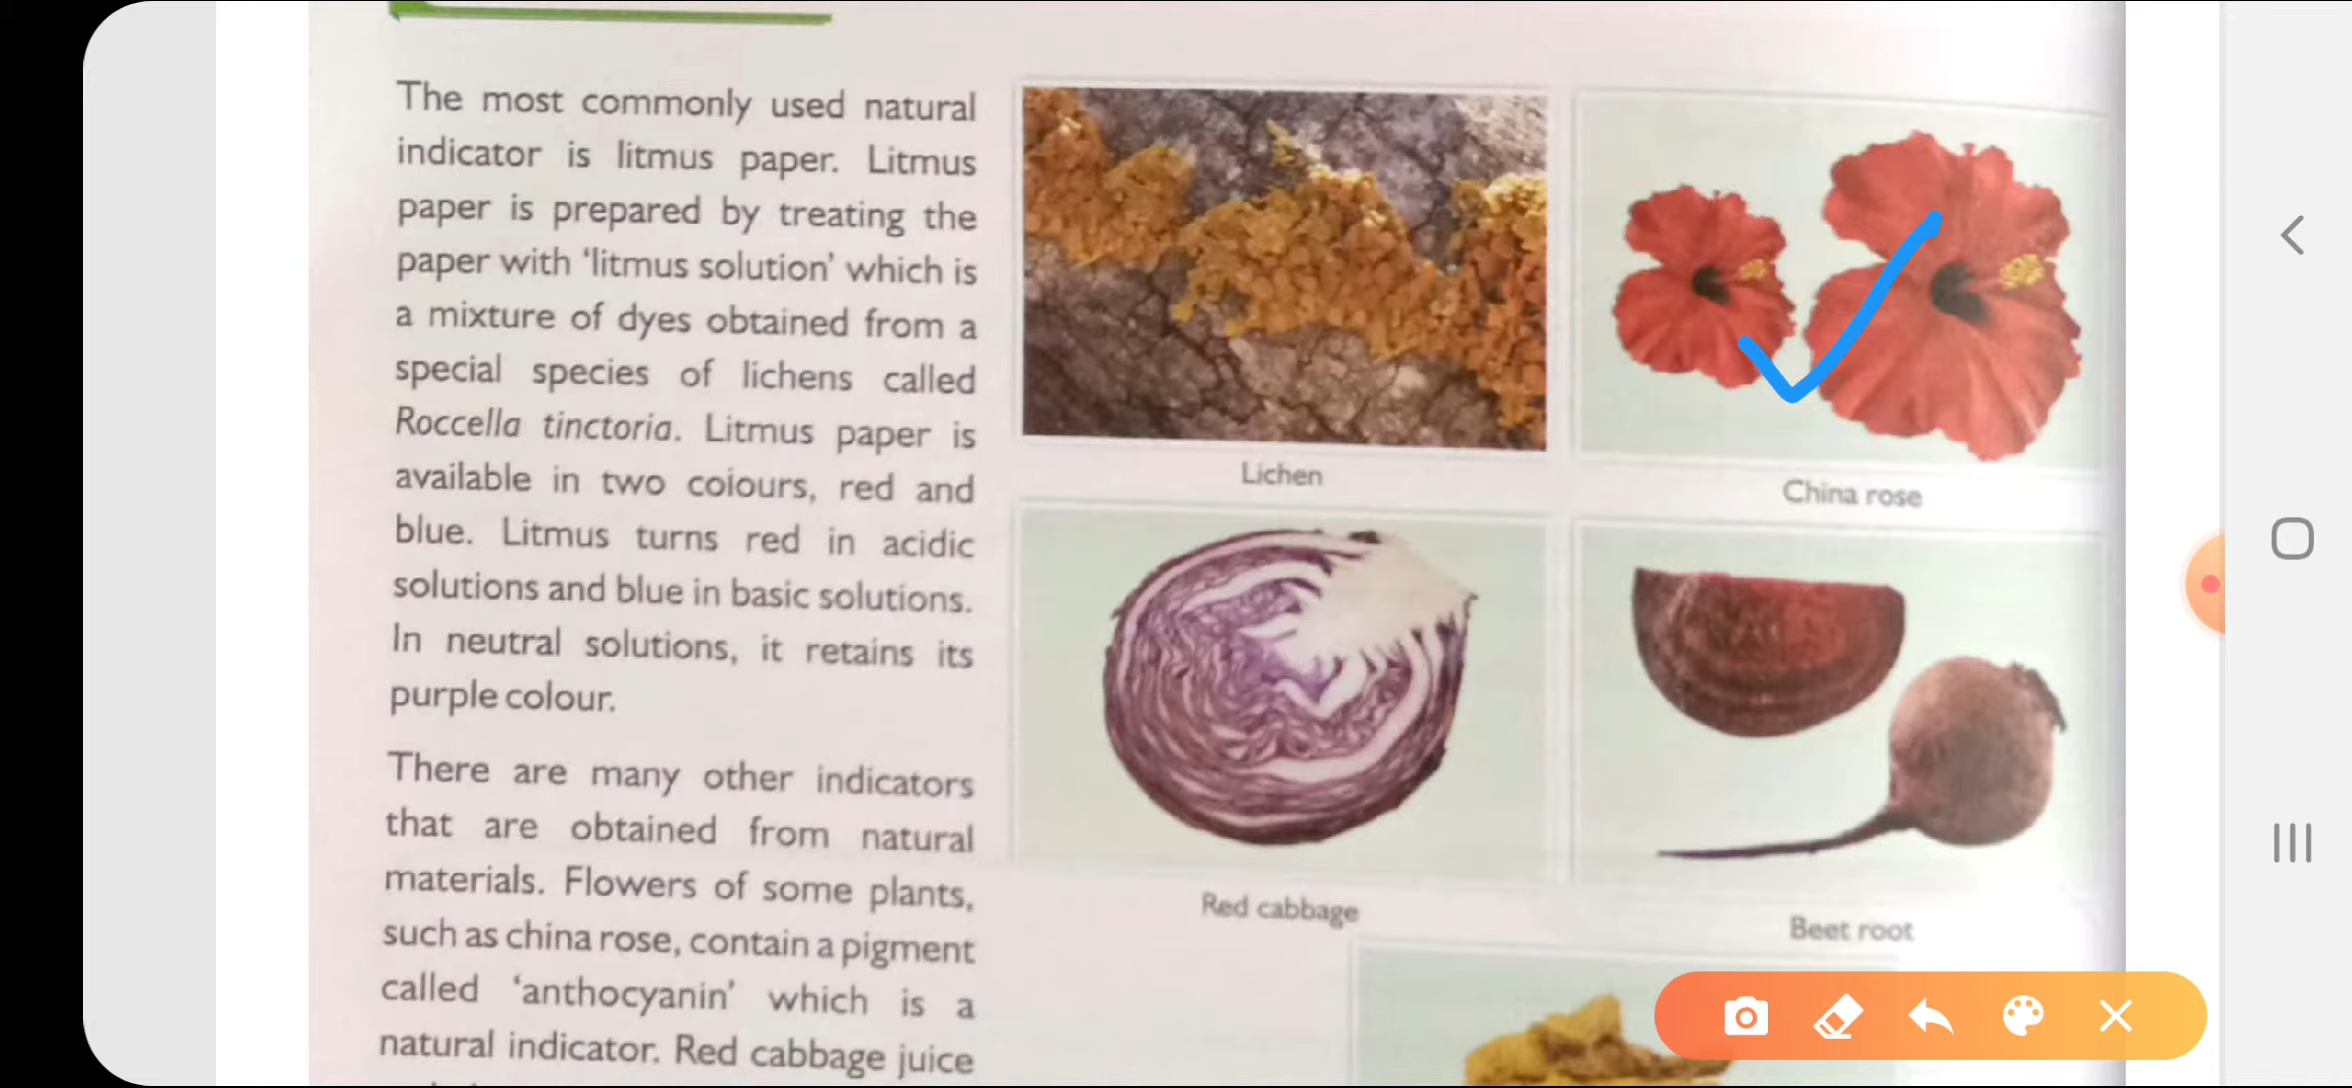 The most commonly used natural
indicator is litmus paper. Litmus
paper is prepared by treating the
paper with ‘litmus solution’ which is
a mixture of dyes obtained from a
special species of lichens called
Roccella tinctoria. Litmus paper is
available in two colours, red and
blue. Litmus turns red in acidic
solutions and blue in basic solutions.
In neutral solutions, it retains its
purple colour.
There are many other indicators
that are obtained from natural
materials. Flowers of some plants,
such as china rose, contain a pigment
called ‘anthocyanin’ which is a
natural indicator. Red cabbage juice
Lichen
China rose
Red cabbage
Beet root